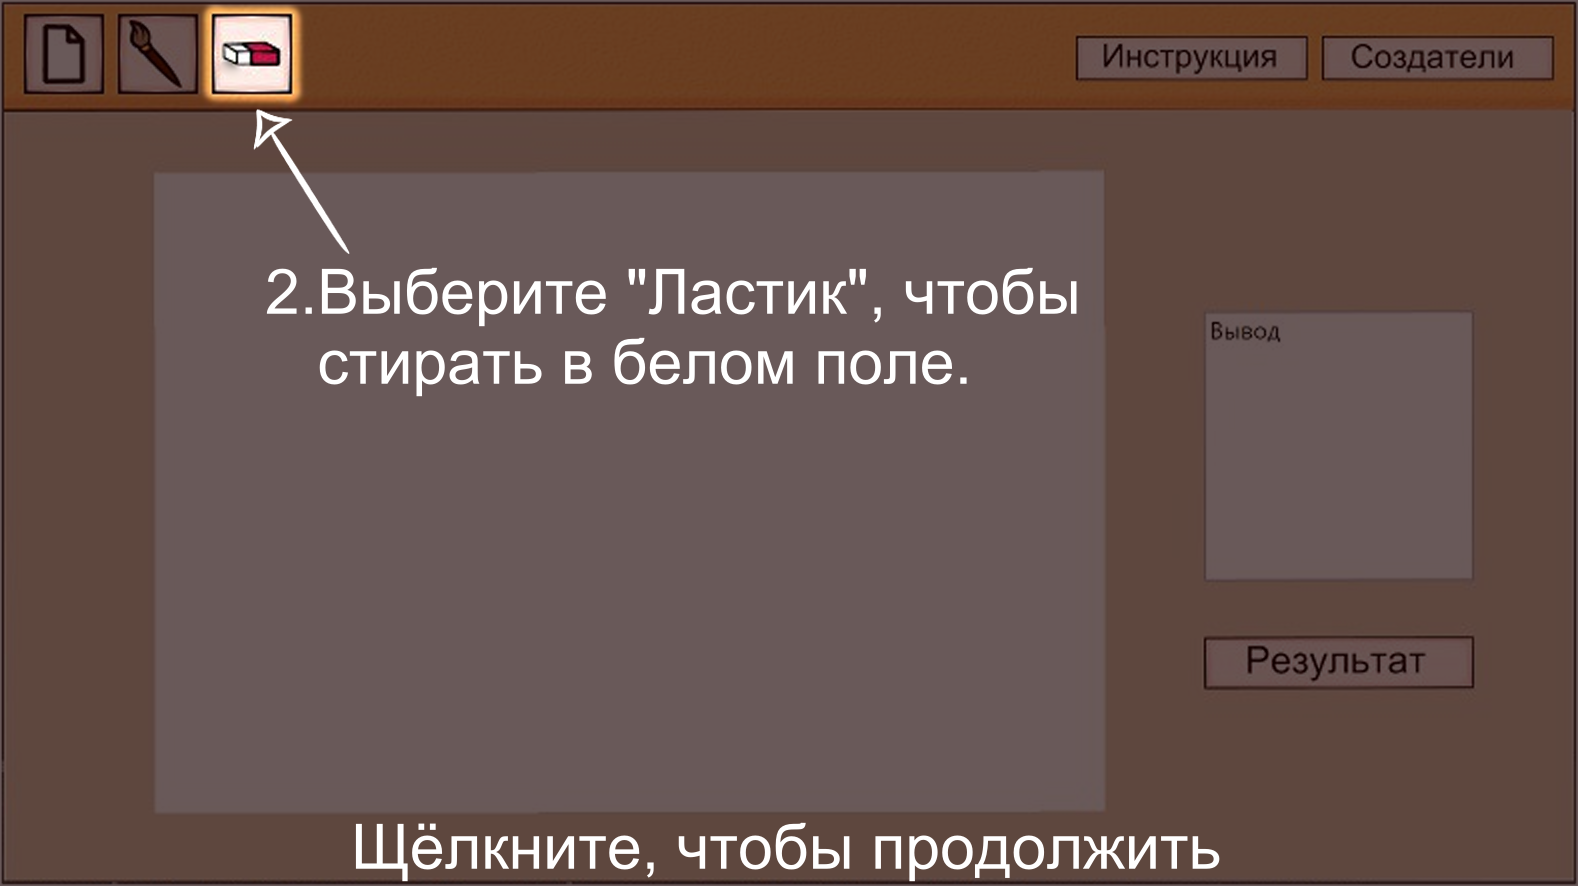 Инструкция
Создатели
2.Выберите "Ластик", чтобы
стирать в белом поле.
Вывод
Результат
Щёлкните, чтобы продолжить